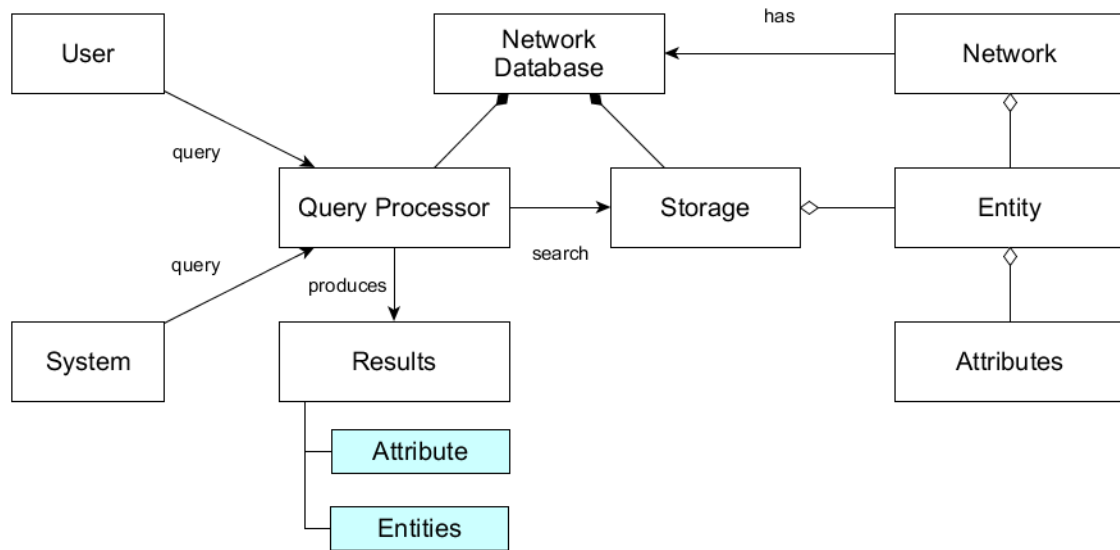 has
User
Network
Database
Network
query
Query Processor
Storage
Entity
search
query
produces
System
Results
Attributes
Attribute
Entities